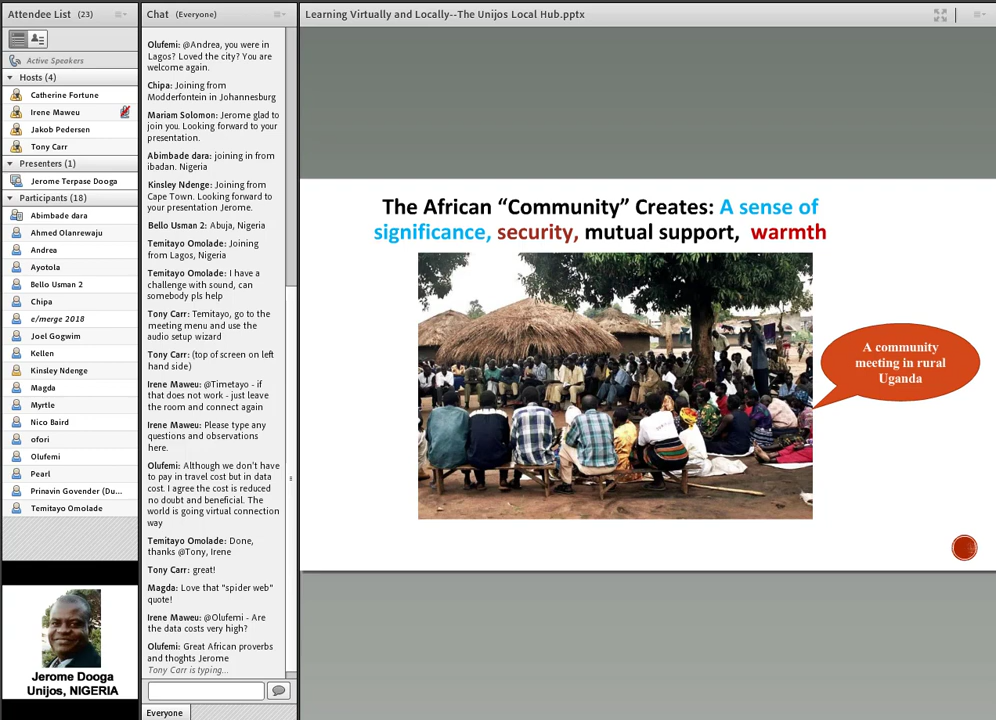 Attendee List (23)
Active Speakers
Hosts (4)
Catherine Fortune
Irene Maweu
Jakob Pedersen
Tony Carr
Presenters (1)
Jerome Terpase Dooga
Participants (18)
Abimbade dara
Ahmed Olanrewaju
Andrea
Ayotola
Bello Usman 2
Chipa
e/merge 2018
Joel Gogwim
Kellen
Kinsley Ndenge
Magda
Myrtle
Nico Baird
ofori
Olufemi
Pearl
Prinavin Govender (Du...
Temitayo Omolade
Jerome Dooga
Unijos, NIGERIA
Chat (Everyone)
Olufemi: @Andrea, you were in
Lagos? Loved the city? You are
welcome again.
Chipa: Joining from
Modderfontein in Johannesburg
Mariam Solomon: Jerome glad to
join you. Looking forward to your
presentation.
Abimbade dara: joining in from
ibadan. Nigeria
Kinsley Ndenge: Joining from
Cape Town. Looking forward to
your presentation Jerome.
Bello Usman 2: Abuja, Nigeria
Temitayo Omolade: Joining
from Lagos, Nigeria
Temitayo Omolade: I have a
challenge with sound, can
somebody pls help
Tony Carr: Temitayo, go to the
meeting menu and use the
audio setup wizard
Tony Carr: (top of screen on left
hand side)
Irene Maweu: @Timetayo - if
that does not work - just leave
the room and connect again
Irene Maweu: Please type any
questions and observations
here.
Olufemi: Although we don't have
to pay in travel cost but in data
cost. I agree the cost is reduced
no doubt and beneficial. The
world is going virtual connection
way
Temitayo Omolade: Done,
thanks @Tony, Irene
Tony Carr: great!
Magda: Love that "spider web"
quote!
Irene Maweu: @Olufemi - Are
the data costs very high?
Olufemi: Great African proverbs
and thoghts Jerome
Tony Carr is typing...
Everyone
Learning Virtually and Locally--The Unijos Local Hub.pptx
The African “Community” Creates: A sense of
significance, security, mutual support, warmth
A community
meeting in rural
Uganda